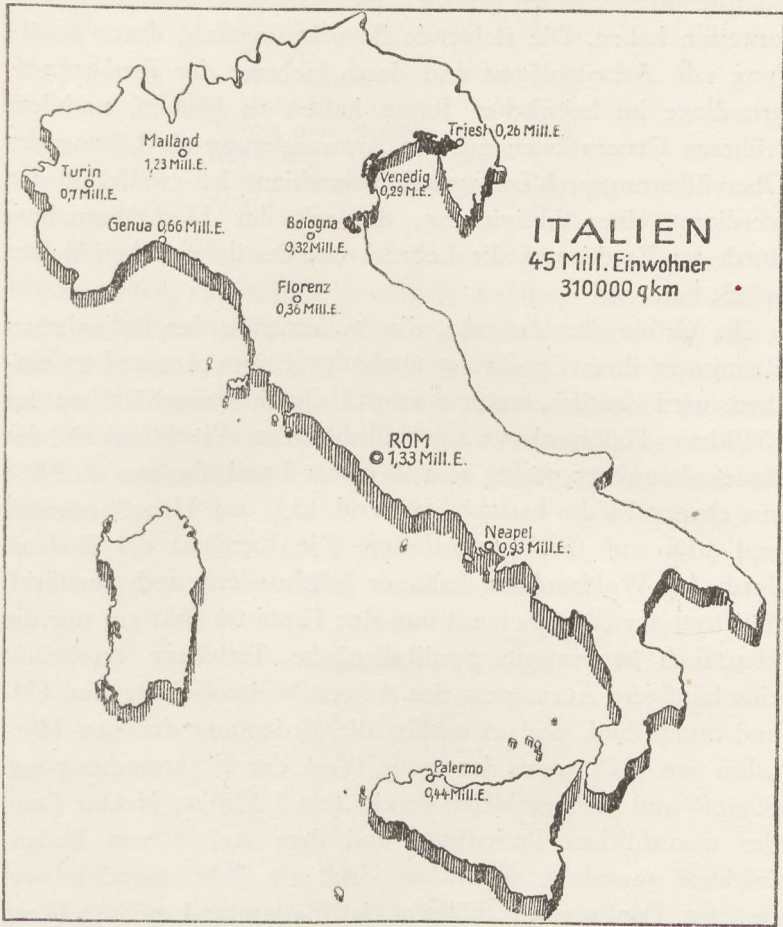 Triest 0,26 Mill.E.
Mailand
1,23 Mill.E.
Turin
0,7 Mill.E.
Venedig
0,29 M.E.
Genua 0,66 Mill.E.
Bologna
0,32 Mill.E.
ITALIEN
45 Mill. Einwohner
310000 qkm
Florenz
0,36 Mill.E.
ROM
1,33 Mill.E.
Neapel
0,93 Mill.E.
Palermo
0,44 Mill.E.